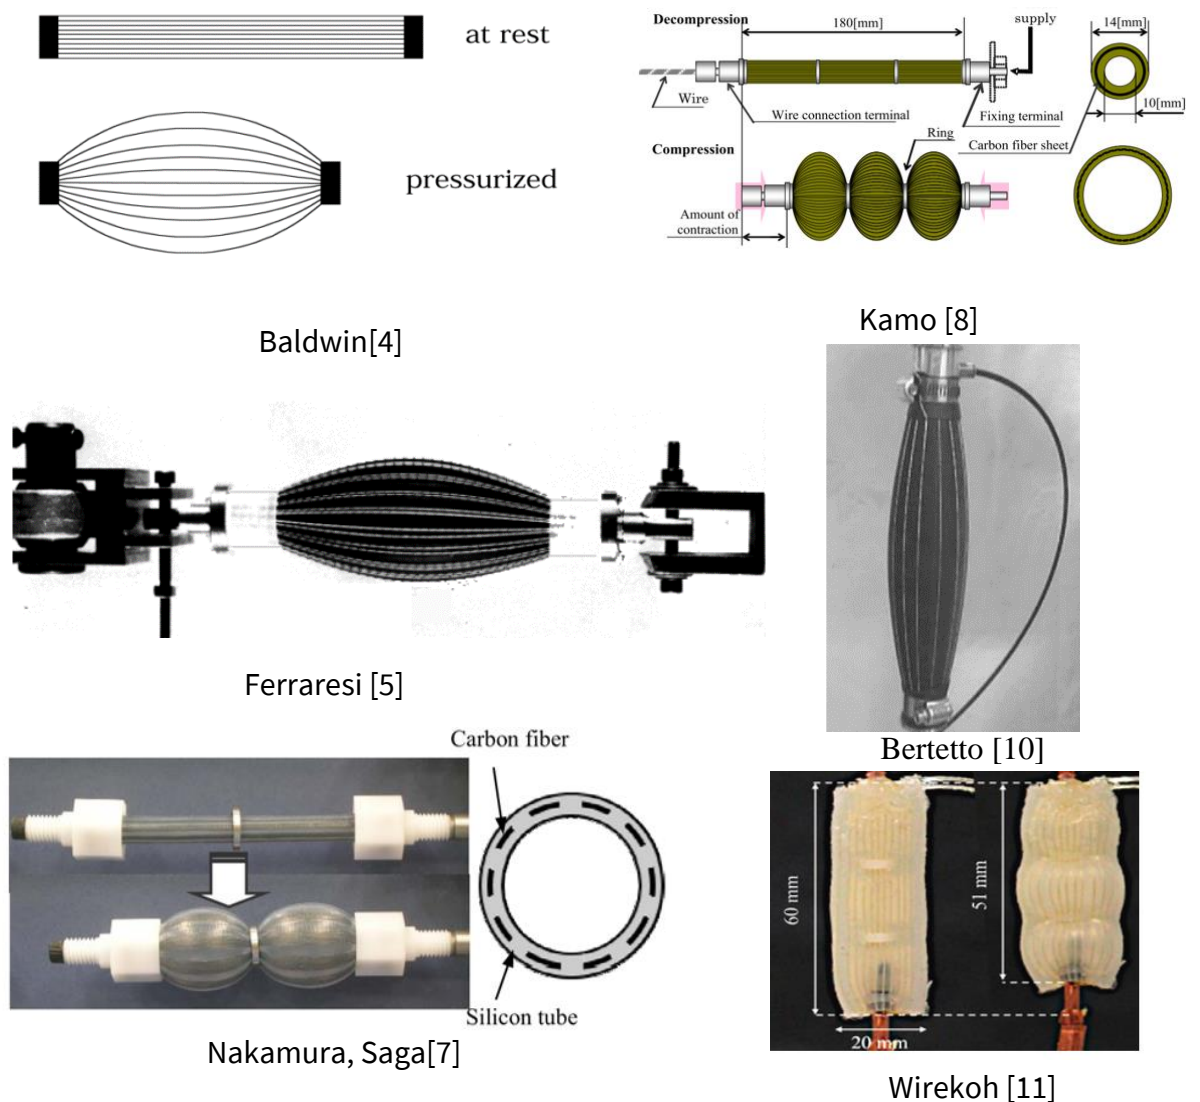 at rest
pressurized
Baldwin[4]
Decompression
180[mm]
supply
14[mm]
Wire
Wire connection terminal
Fixing terminal
10[mm]
Carbon fiber sheet
Compression
Ring
Amount of
contraction
Kamo [8]
Ferraresi [5]
Bertetto [10]
Carbon fiber
Silicon tube
Nakamura, Saga[7]
60 mm
51 mm
20 mm
Wirekoh [11]